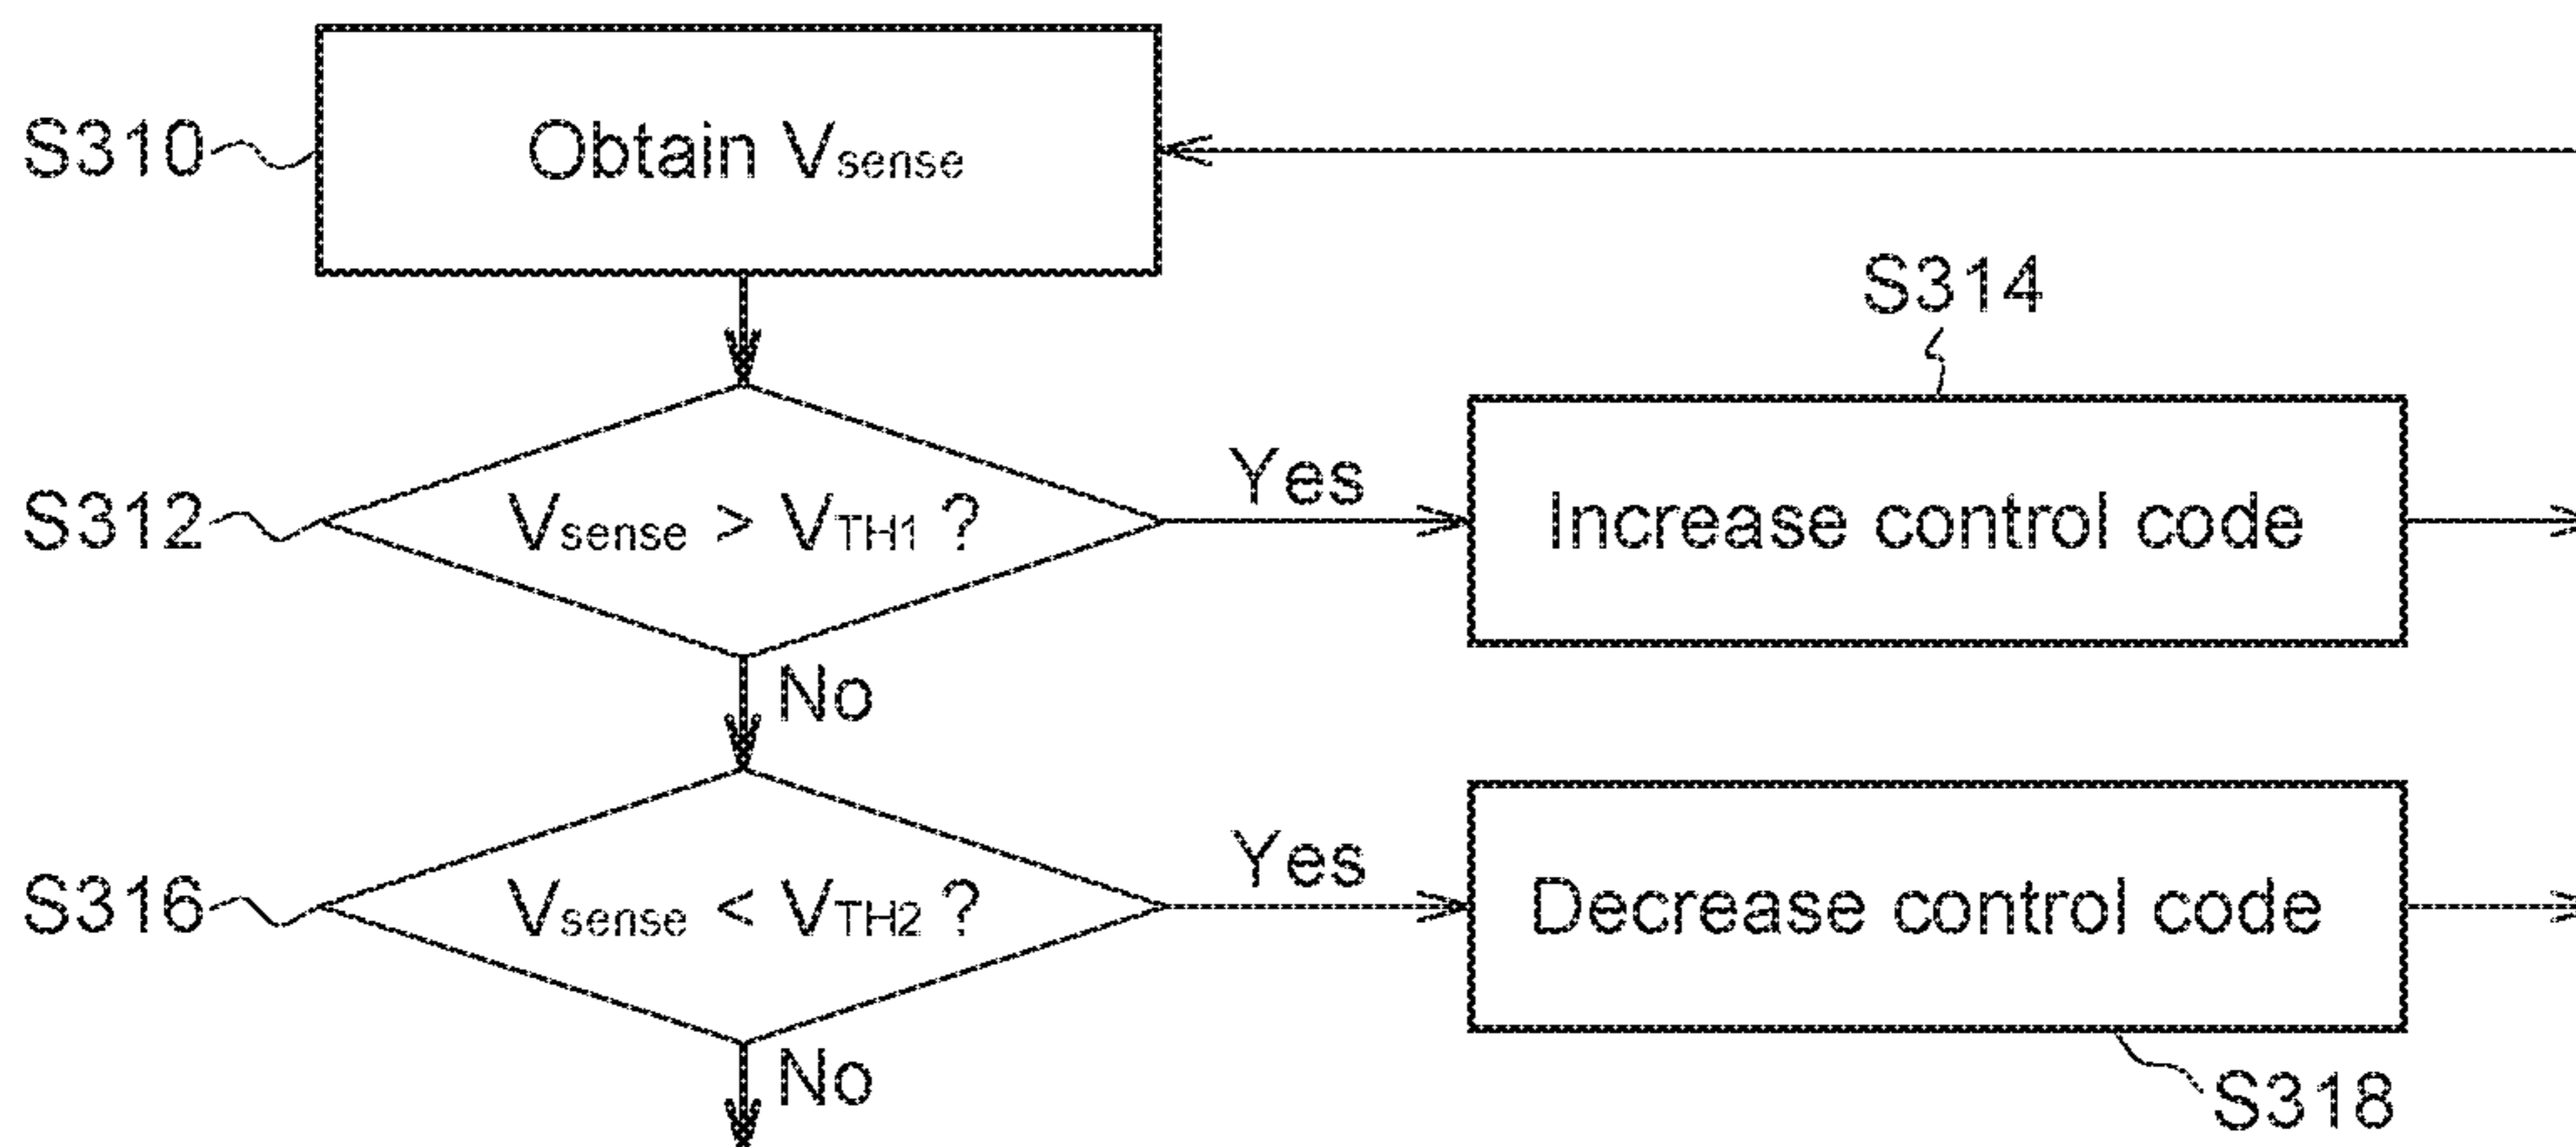 S310
Obtain Vsense
S314
S312
Vsense > VTH1 ?
Yes
Increase control code
No
S316
Vsense < VTH2 ?
Yes
Decrease control code
No
S318